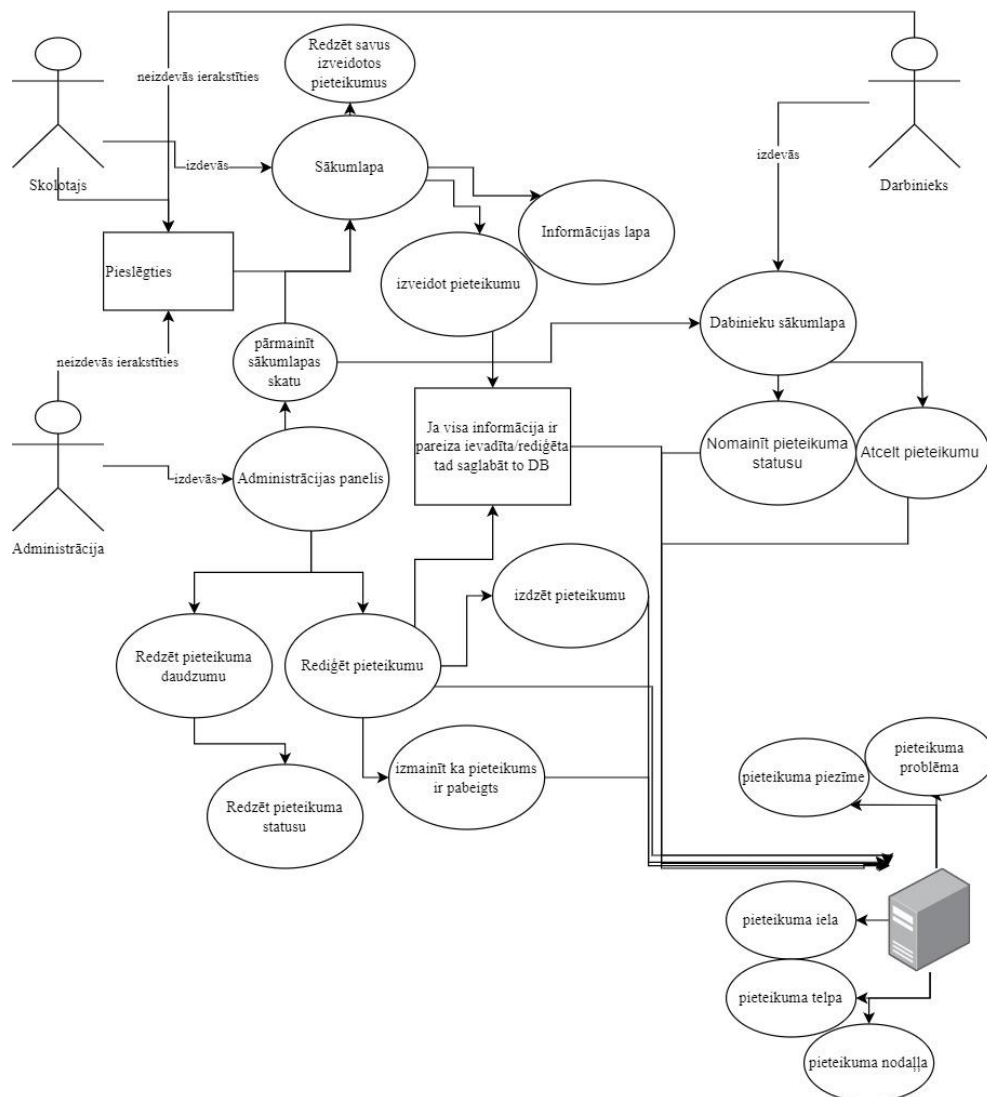 Redzēt savus
izveidotos
pieteikumus
neizdevās ierakstīties
izdevās
Sākumlapa
izdevās
Skolotajs
Darbinieks
Informācijas lapa
Pieslēgties
izveidot pieteikumu
Dabinieku sākumlapa
pārmainīt
sākumlapas
skatu
neizdevās ierakstīties
Ja visa informācija ir
pareiza ievadīta/rediģēta
tad saglabāt to DB
Nomainīt pieteikuma
statusu
Atcelt pieteikumu
izdevās
Administrācijas panelis
Administrācija
izdzēt pieteikumu
Redzēt pieteikuma
daudzumu
Rediģēt pieteikumu
izmainīt ka pieteikums
ir pabeigts
Redzēt pieteikuma
statusu
pieteikuma piezīme
pieteikuma
problēma
pieteikuma iela
pieteikuma telpa
pieteikuma nodaļļa